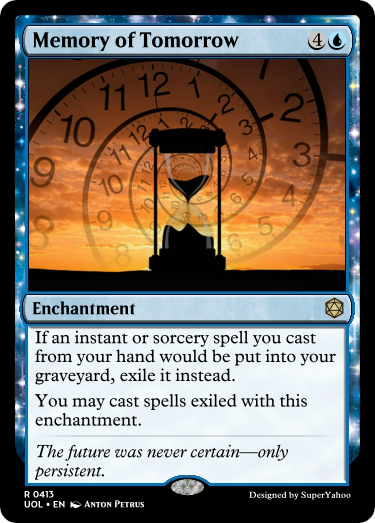 Memory of Tomorrow 4
Enchantment
If an instant or sorcery spell you cast
from your hand would be put into your
graveyard, exile it instead.
You may cast spells exiled with this
enchantment.
The future was never certain—only
persistent.
R 0413
UOL • EN Anton Petrus
Designed by SuperYahoo